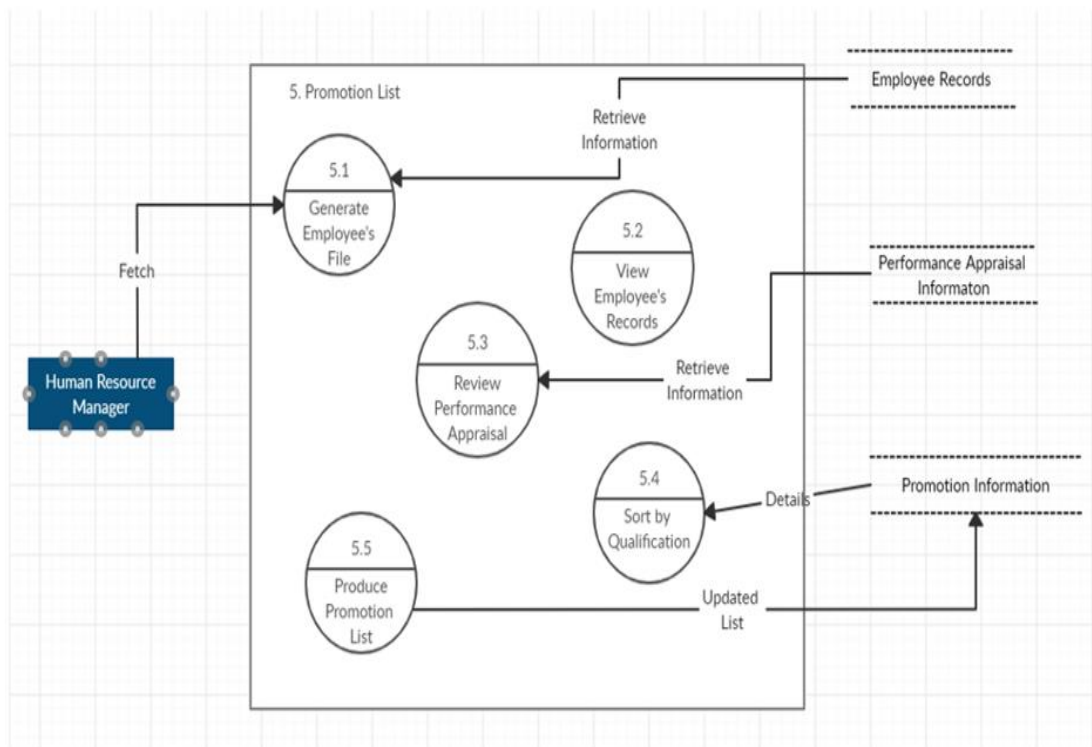 5. Promotion List
Employee Records
Retrieve
Information
5.1
Generate
Employee's
File
5.2
View
Employee's
Records
Fetch
Performance Appraisal
Informaton
5.3
Review
Performance
Appraisal
Retrieve
Information
Human Resource
Manager
5.4
Sort by
Qualification
Details
Promotion Information
5.5
Produce
Promotion
List
Updated
List